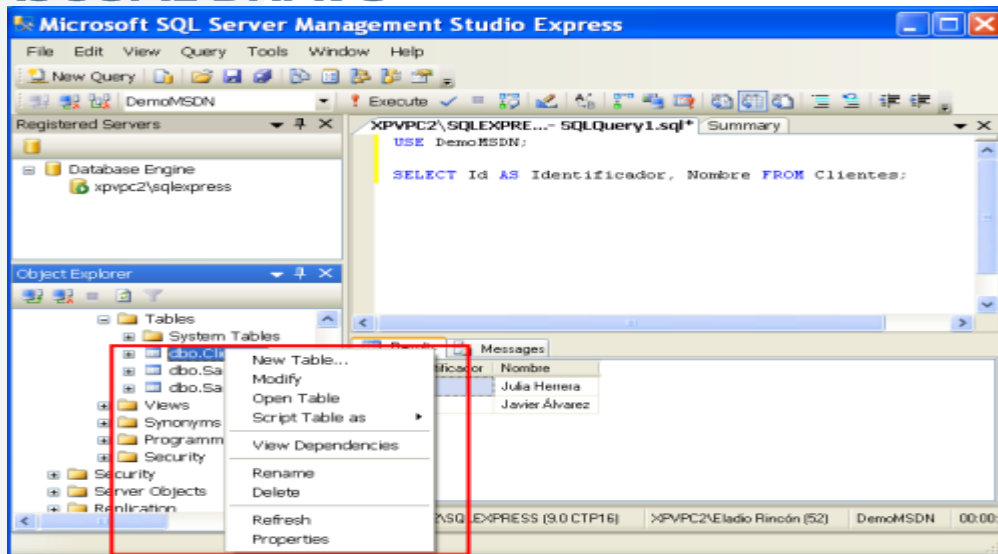 Microsoft SQL Server Management Studio Express
File Edit View Query Tools Window Help
New Query
DemoMSDN
Execute
Registered Servers
Database Engine
xpvpc2\sqlexpress
XPVPC2\SQLEXPRE...- SQLQuery1.sql* Summary
USE DemoMSDN;
SELECT Id AS Identificador, Nombre FROM Clientes;
Object Explorer
Tables
System Tables
dbo.Cli
dbo.Sa
dbo.Sa
Views
Synonyms
Programm
Security
Security
Server Objects
Replication
New Table...
Modify
Open Table
Script Table as
View Dependencies
Rename
Delete
Refresh
Properties
Messages
Nombre
Julia Herrera
Javier Álvarez
\SQLEXPRESS (9.0 CTP16) XPVPC2\Eladio Rincón (52) DemoMSDN 00:00: